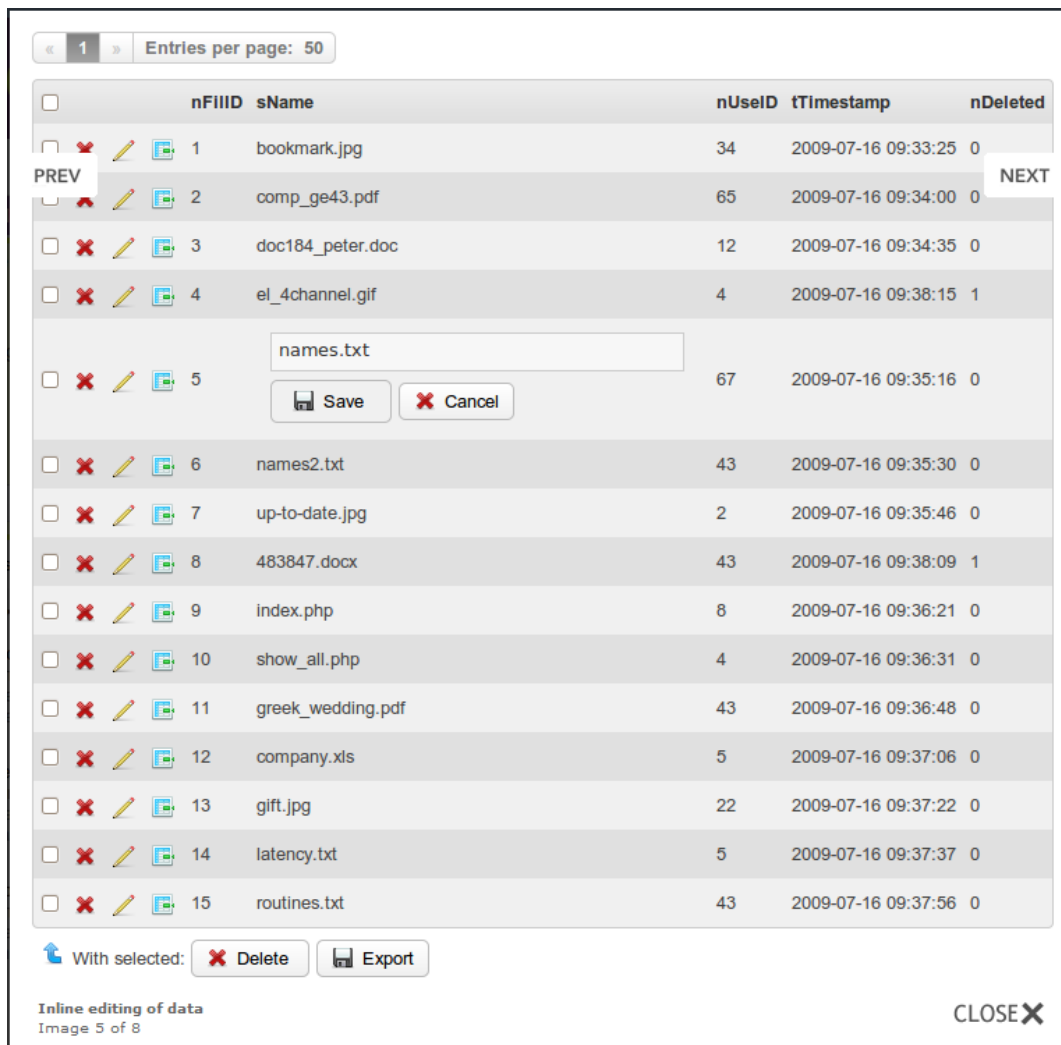 « 1 » Entries per page: 50
nFilID sName nUseID tTimestamp nDeleted
1 bookmark.jpg 34 2009-07-16 09:33:25 0
PREV NEXT
2 comp_ge43.pdf 65 2009-07-16 09:34:00 0
3 doc184_peter.doc 12 2009-07-16 09:34:35 0
4 el_4channel.gif 4 2009-07-16 09:38:15 1
names.txt
5 67 2009-07-16 09:35:16 0
Save Cancel
6 names2.txt 43 2009-07-16 09:35:30 0
7 up-to-date.jpg 2 2009-07-16 09:35:46 0
8 483847.docx 43 2009-07-16 09:38:09 1
9 index.php 8 2009-07-16 09:36:21 0
10 show_all.php 4 2009-07-16 09:36:31 0
11 greek_wedding.pdf 43 2009-07-16 09:36:48 0
12 company.xls 5 2009-07-16 09:37:06 0
13 gift.jpg 22 2009-07-16 09:37:22 0
14 latency.txt 5 2009-07-16 09:37:37 0
15 routines.txt 43 2009-07-16 09:37:56 0
With selected: Delete Export
Inline editing of data
Image 5 of 8
CLOSE X